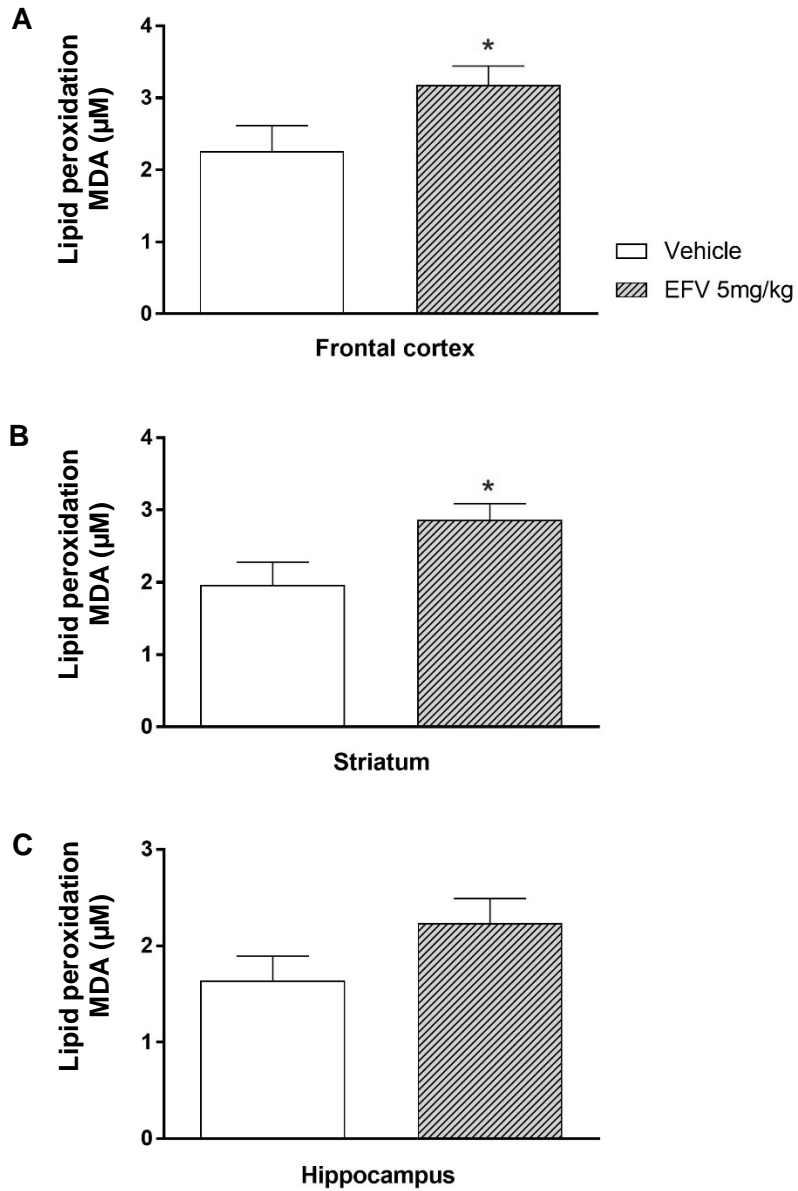 A
Lipid peroxidation
MDA (µM)
4
3
2
1
0
*
Frontal cortex
Vehicle
EFV 5mg/kg
B
Lipid peroxidation
MDA (µM)
4
3
2
1
0
*
Striatum
C
Lipid peroxidation
MDA (µM)
3
2
1
0
Hippocampus